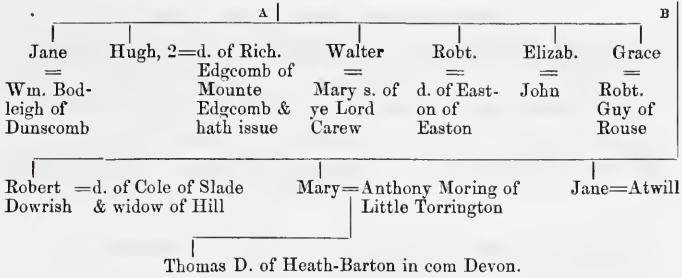 A B
Jane Hugh, 2=d. of Rich. Walter Robt. Elizab. Grace
= Edgcomb of = = = =
Wm. Bod- Mounte Mary s. of d. of East- John Robt.
leigh of Edgcomb & ye Lord on of Guy of
Dunscomb hath issue Carew Easton Rouse
Robert =d. of Cole of Slade Mary=Anthony Moring of Jane=Atwill
Dowrish & widow of Hill Little Torrington
Thomas D. of Heath-Barton in com Devon.